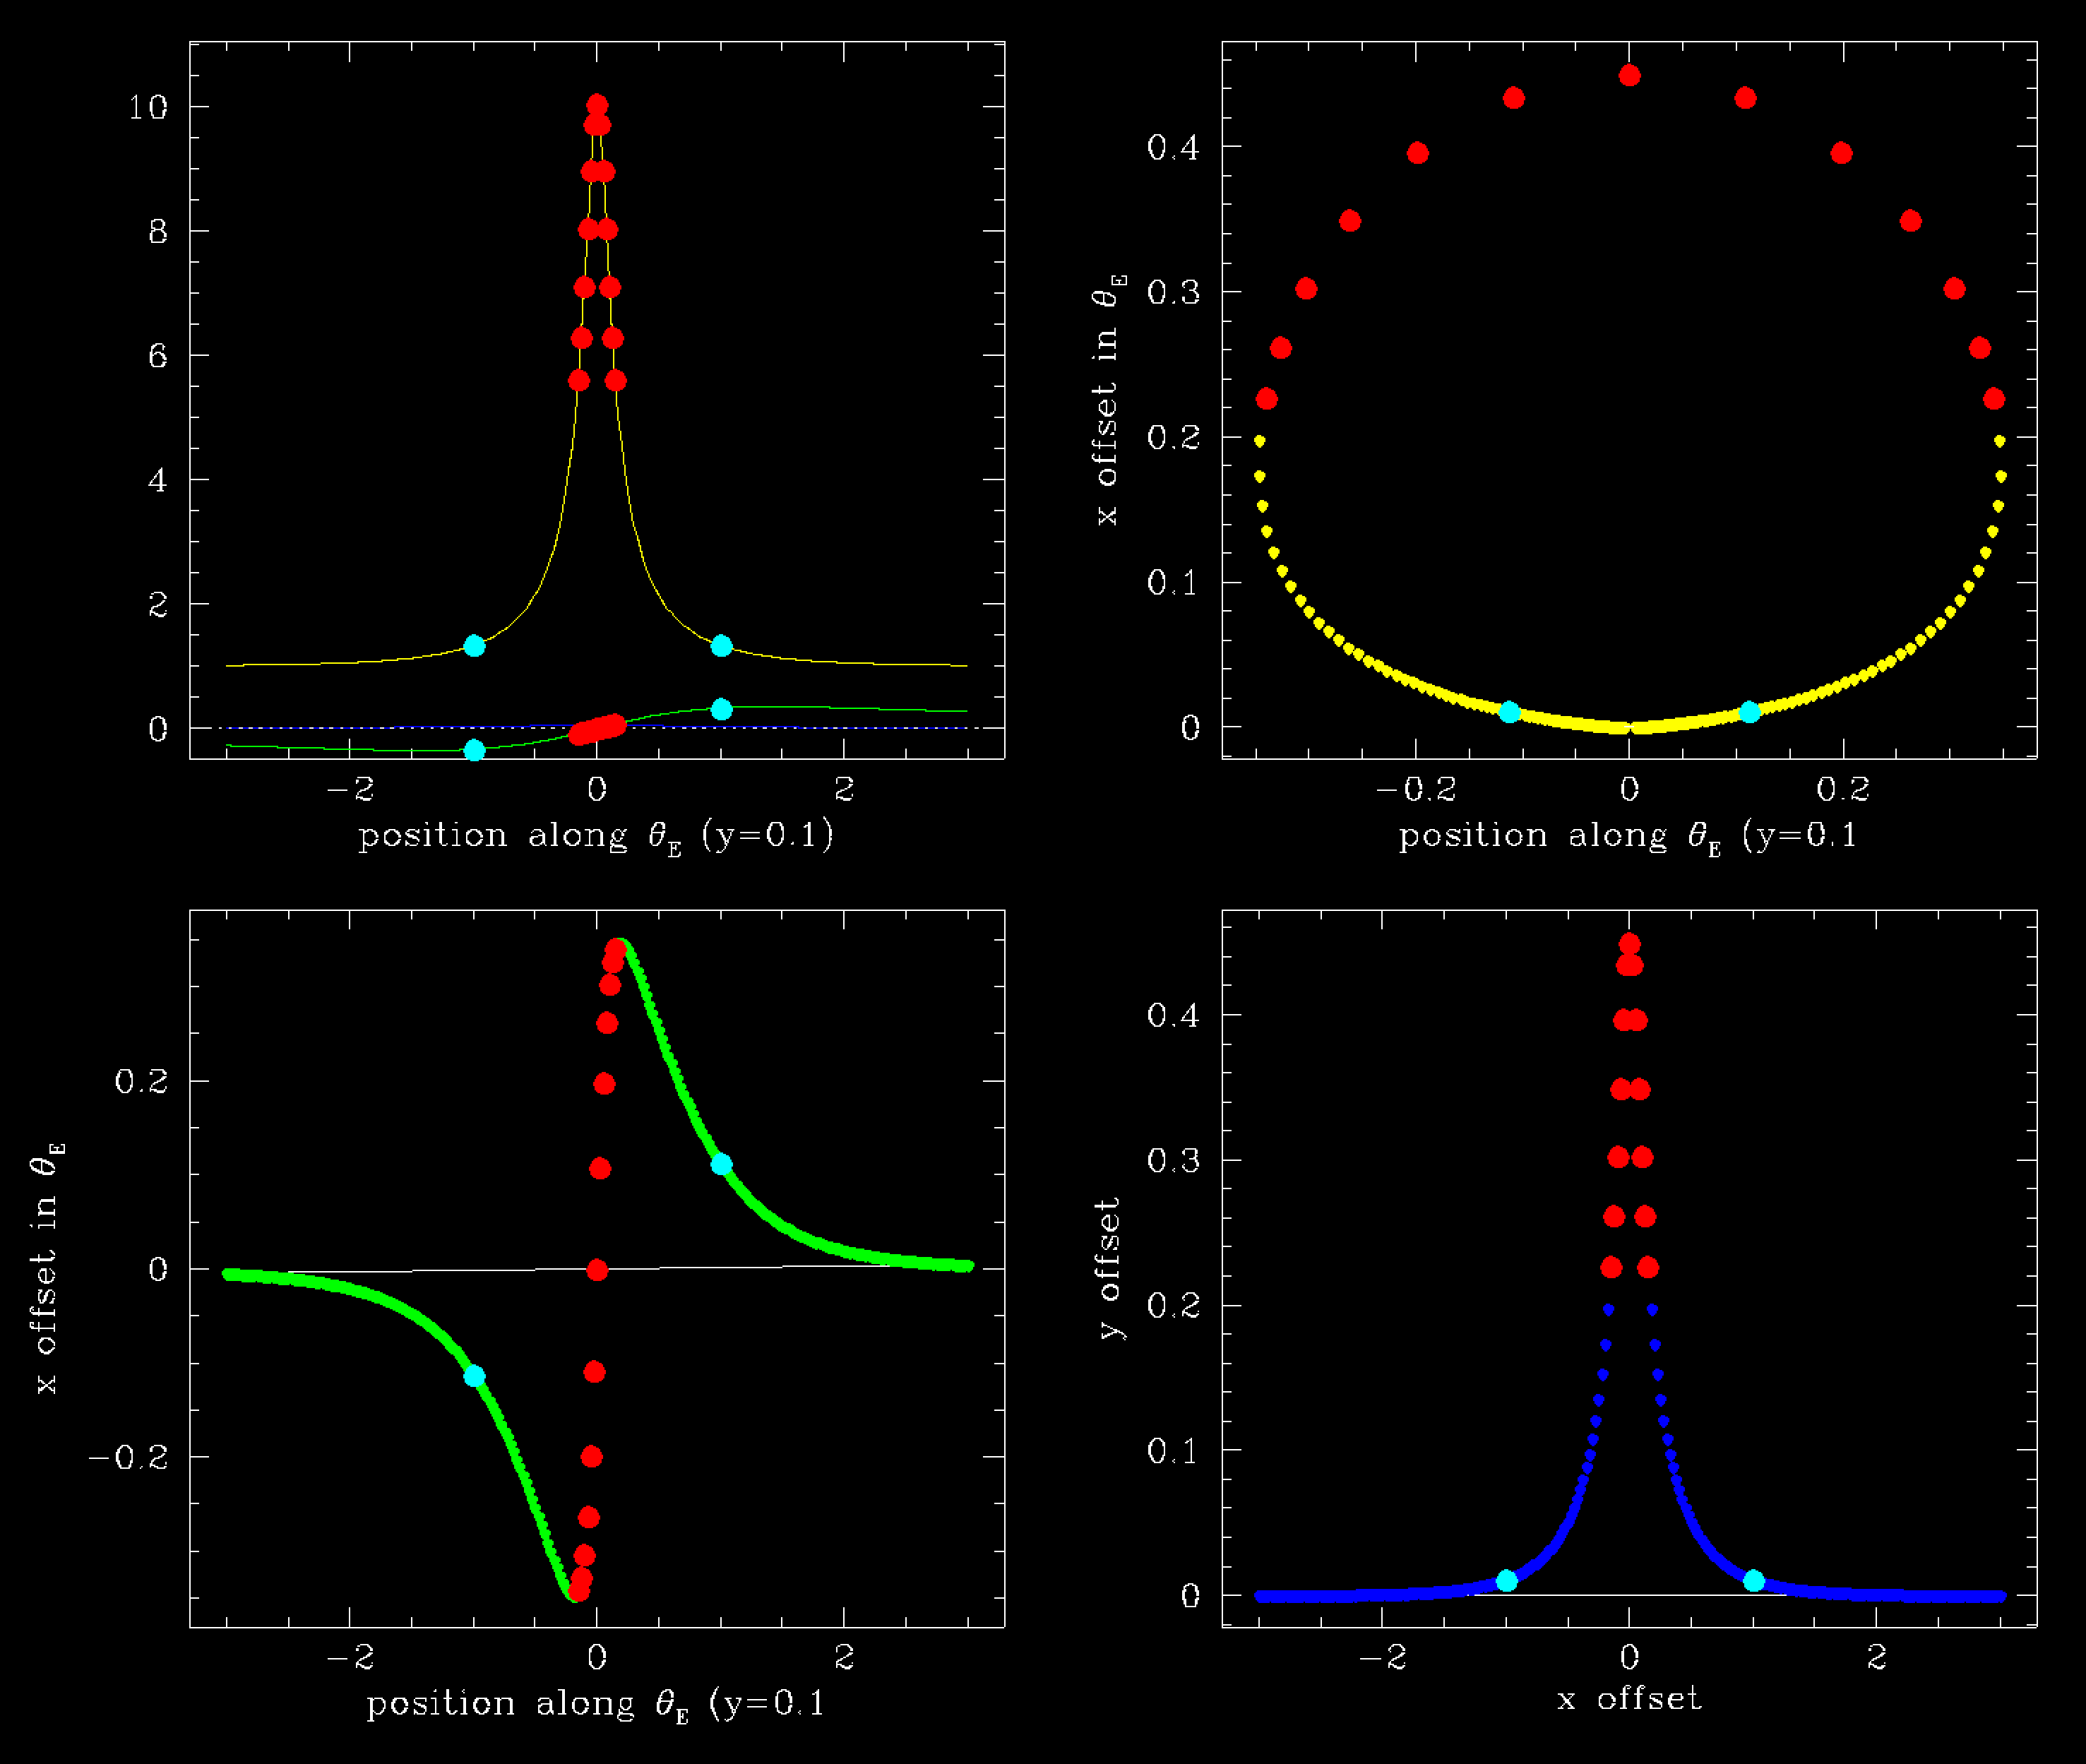 10
8
6
4
2
0
−2 0 2
position along θE (y=0.1)
x offset in θE
0.4
0.3
0.2
0.1
0
−0.2 0 0.2
position along θE (y=0.1
x offset in θE
0.2
0
−0.2
−2 0 2
position along θE (y=0.1
y offset
0.4
0.3
0.2
0.1
0
−2 0 2
x offset